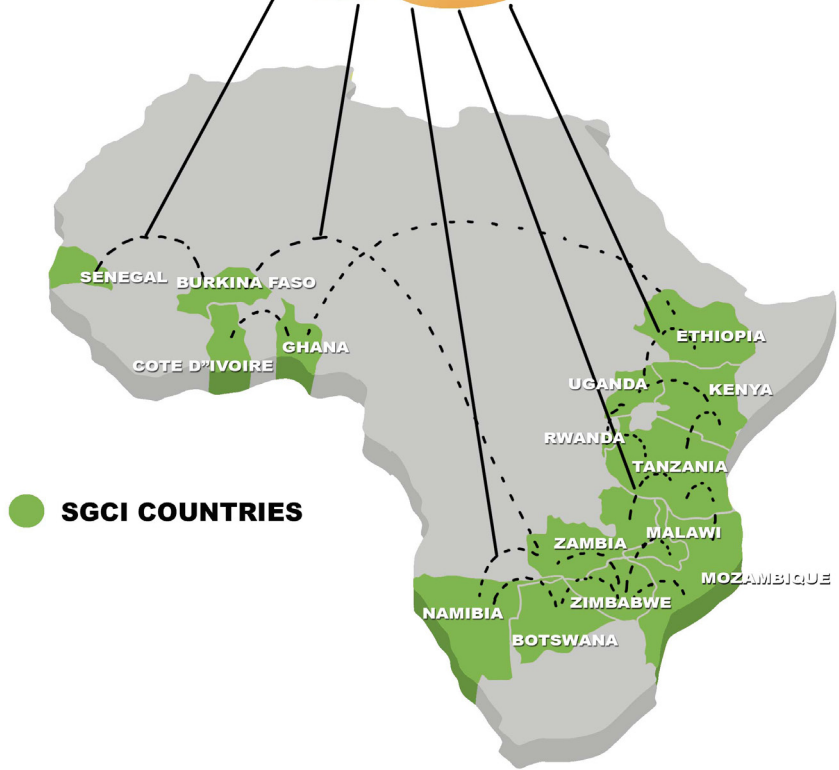 SENEGAL
BURKINA FASO
GHANA
COTE D"IVOIRE
ETHIOPIA
UGANDA
KENYA
RWANDA
TANZANIA
SGCI COUNTRIES
MALAWI
ZAMBIA
MOZAMBIQUE
ZIMBABWE
NAMIBIA
BOTSWANA